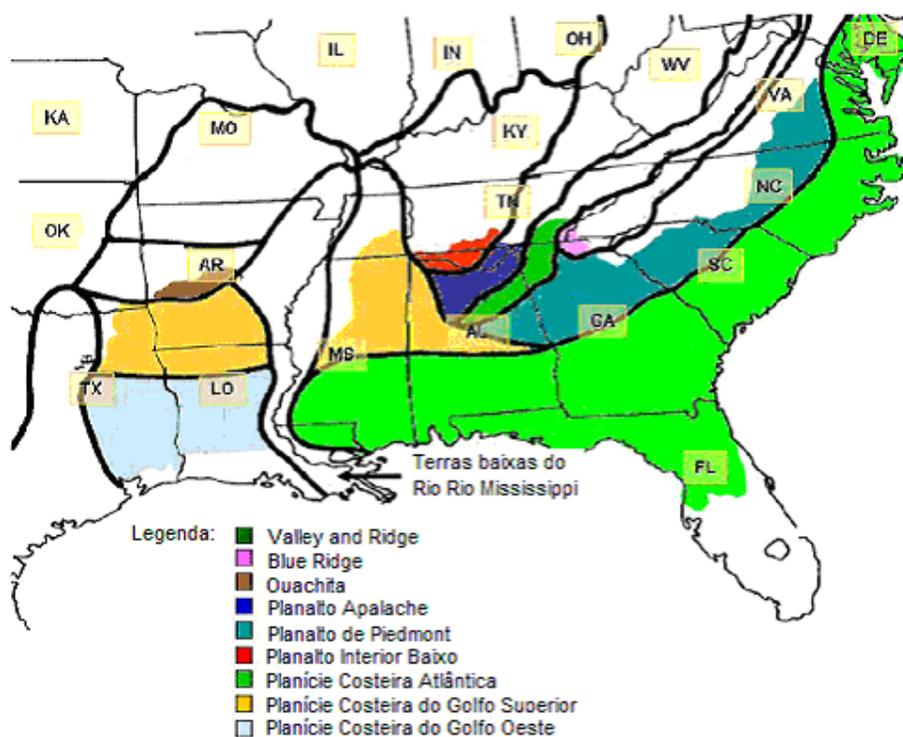 OH
DE
IL
IN
WV
KA
MO
VA
KY
TN
NC
OK
AR
SC
GA
AL
MS
TX
LO
FL
Terras baixas do
Rio Rio Mississippi
Legenda:
Valley and Ridge
Blue Ridge
Ouachita
Planalto Apalache
Planalto de Piedmont
Planalto Interior Baixo
Planície Costeira Atlântica
Planície Costeira do Golfo Superior
Planície Costeira do Golfo Oeste